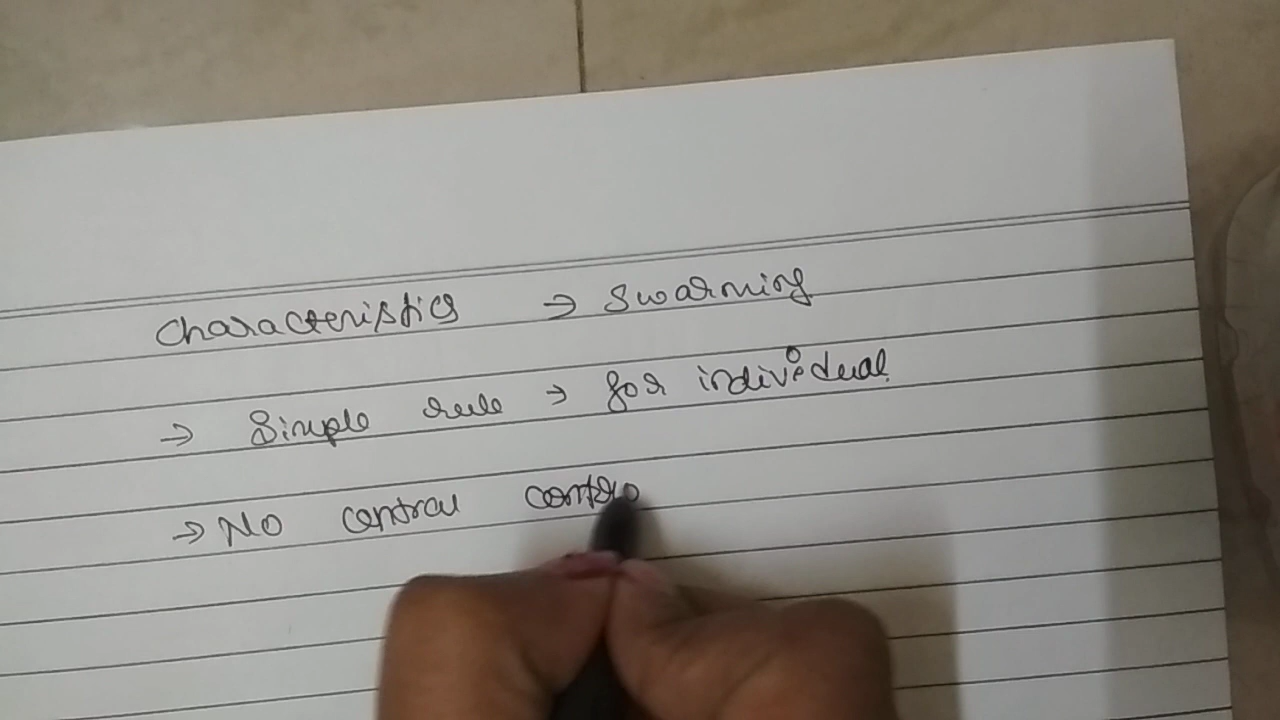 Characteristics → Swarming
→ Simple rule → for individual
→ No central contro